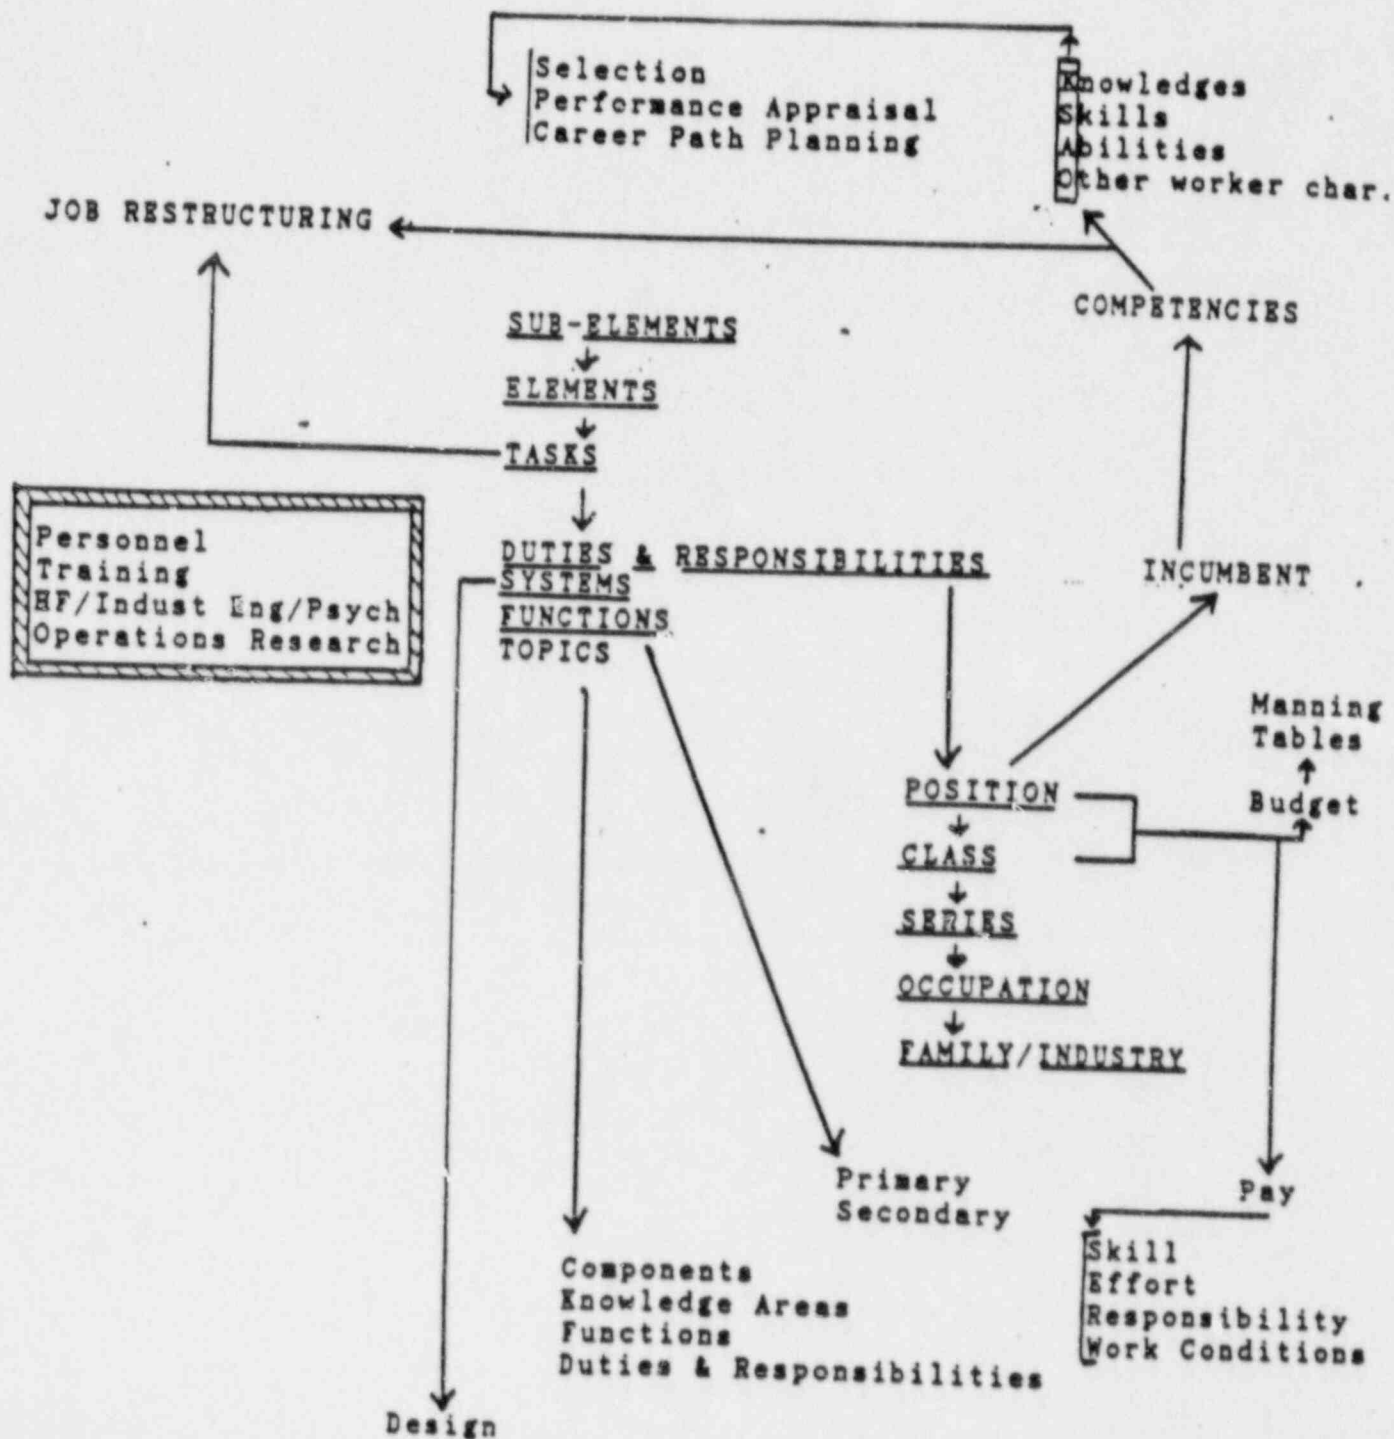 Selection
Performance Appraisal
Career Path Planning
Knowledges
Skills
Abilities
Other worker char.
JOB RESTRUCTURING
COMPETENCIES
SUB-ELEMENTS
ELEMENTS
TASKS
Personnel
Training
HF/Indust Eng/Psych
Operations Research
DUTIES & RESPONSIBILITIES
SYSTEMS
FUNCTIONS
TOPICS
INCUMBENT
Manning
Tables
Budget
POSITION
CLASS
SERIES
OCCUPATION
FAMILY/INDUSTRY
Primary
Secondary
Pay
Skill
Effort
Responsibility
Work Conditions
Components
Knowledge Areas
Functions
Duties & Responsibilities
Design